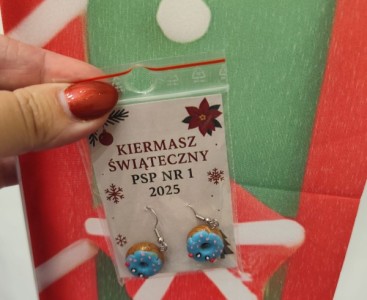 KIERMASZ
ŚWIĄTECZNY
PSP NR 1
2025